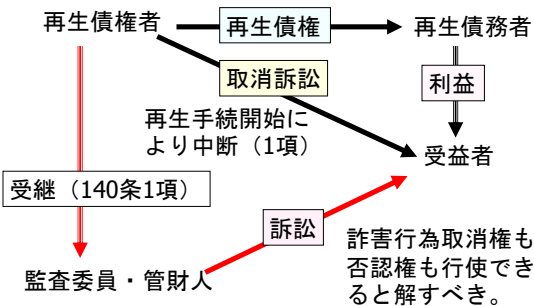 再生債権者
再生債権
再生債務者
取消訴訟
利益
再生手続開始に
より中断（1項）
受益者
受継（140条1項）
訴訟
監査委員・管財人
詐害行為取消権も
否認権も行使でき
ると解すべき。